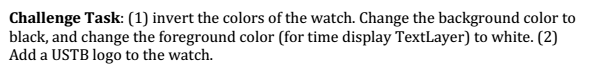 Challenge Task: (1) invert the colors of the watch. Change the background color to
black, and change the foreground color (for time display TextLayer) to white. (2)
Add a USTB logo to the watch.